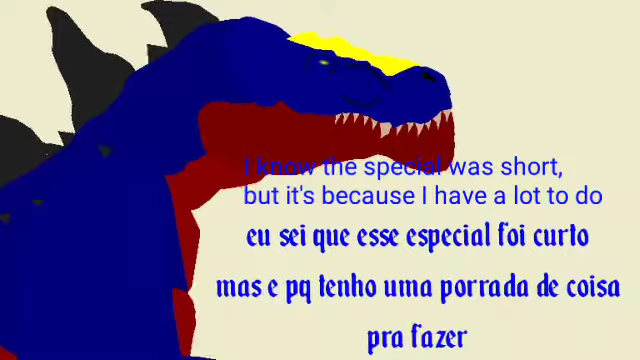 I know the special was short,
but it's because I have a lot to do
eu sei que esse especial foi curto
mas e pq tenho uma porrada de coisa
pra fazer